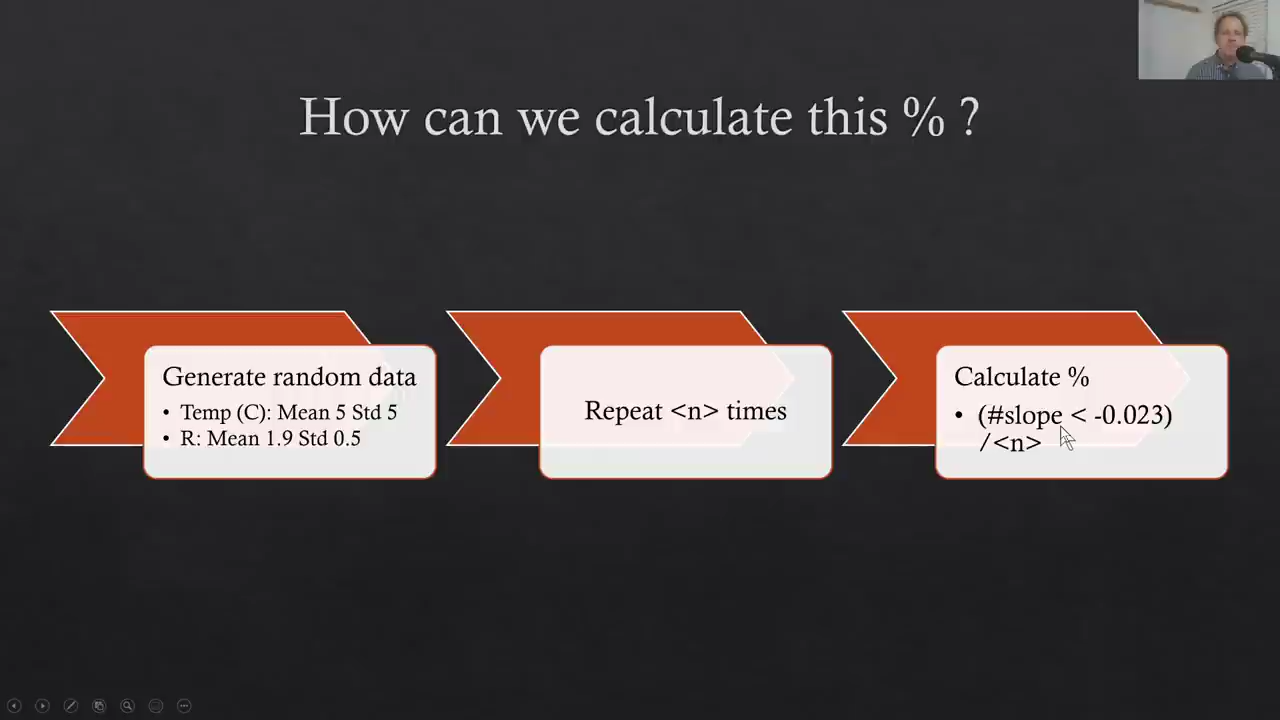 How can we calculate this % ?
Generate random data
• Temp (C): Mean 5 Std 5
• R: Mean 1.9 Std 0.5
Repeat <n> times
Calculate %
• (#slope < -0.023)
/<n>